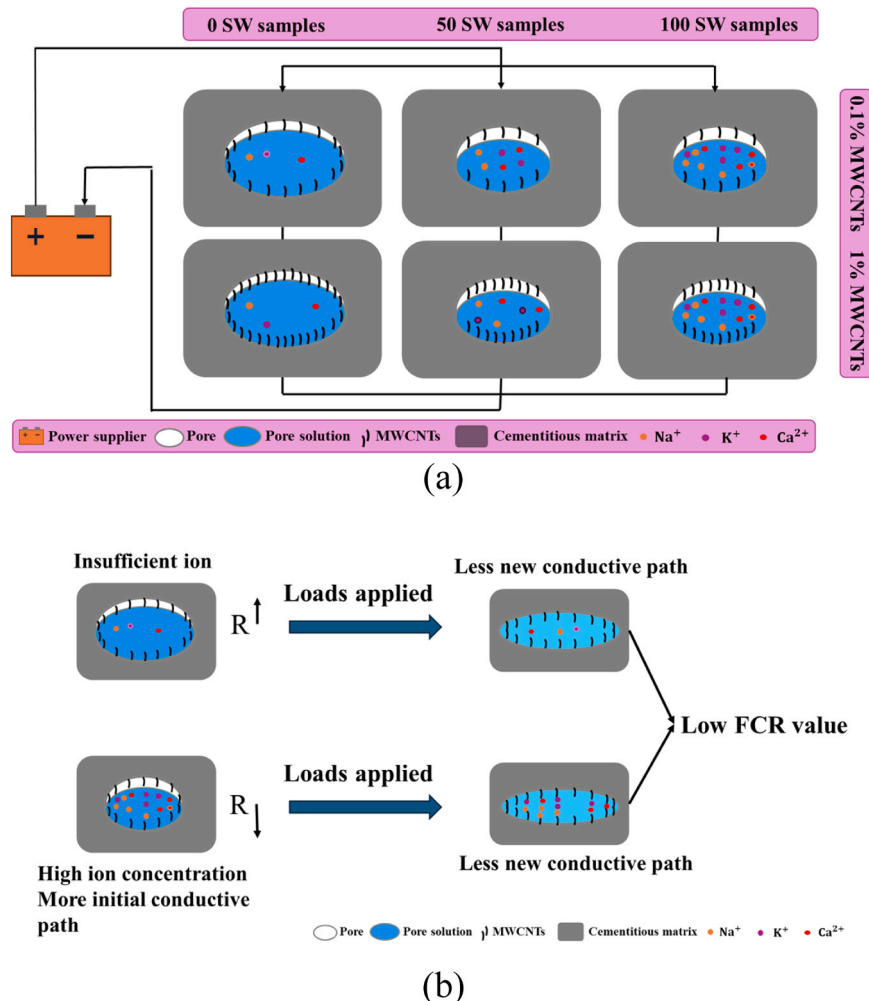 0 SW samples 50 SW samples 100 SW samples
0.1% MWCNTs 1% MWCNTs
+ −
Power supplier Pore Pore solution MWCNTs Cementitious matrix Na⁺ K⁺ Ca²⁺
(a)
Insufficient ion
R
Loads applied
Less new conductive path
Low FCR value
R
Loads applied
High ion concentration
More initial conductive
path
Less new conductive path
Pore Pore solution MWCNTs Cementitious matrix Na⁺ K⁺ Ca²⁺
(b)